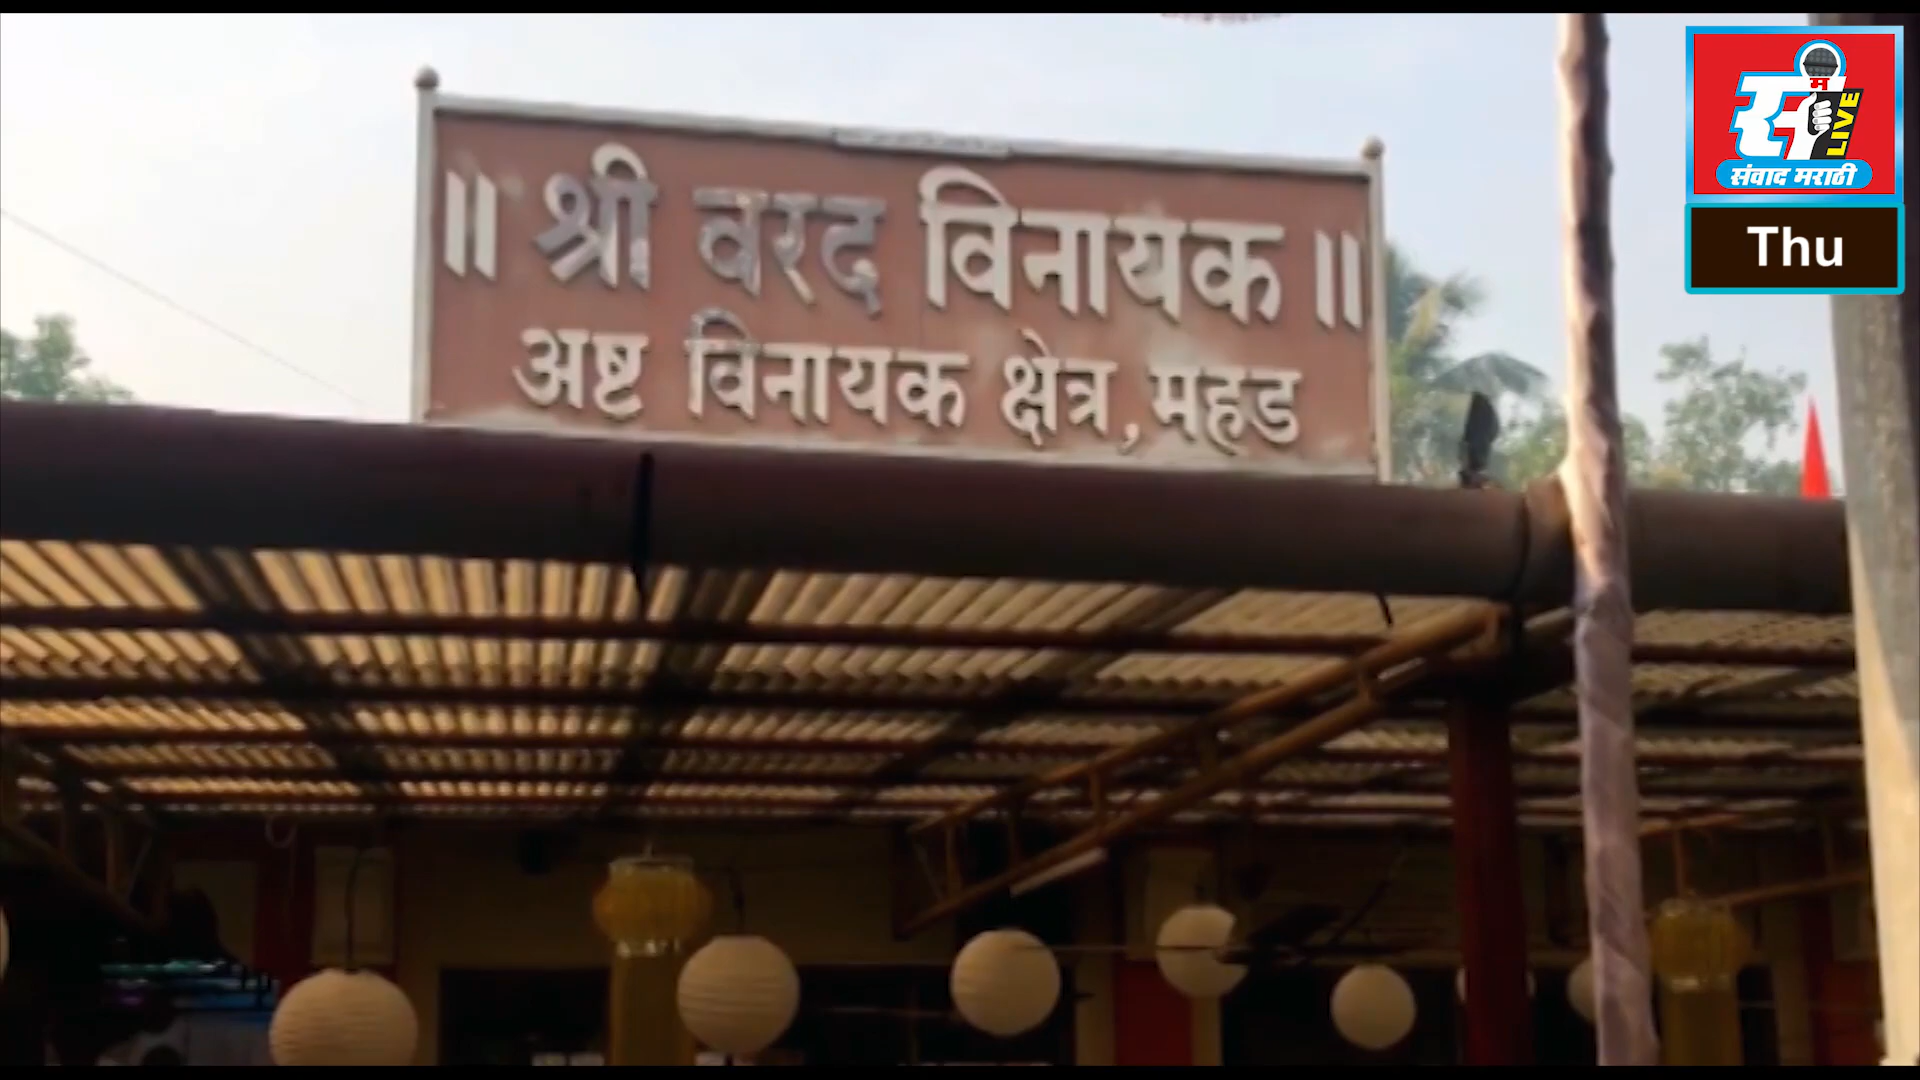 ॥ श्री वरद विनायक ॥
अष्ट विनायक क्षेत्र, महड
स
म
LIVE
संवाद मराठी
Thu